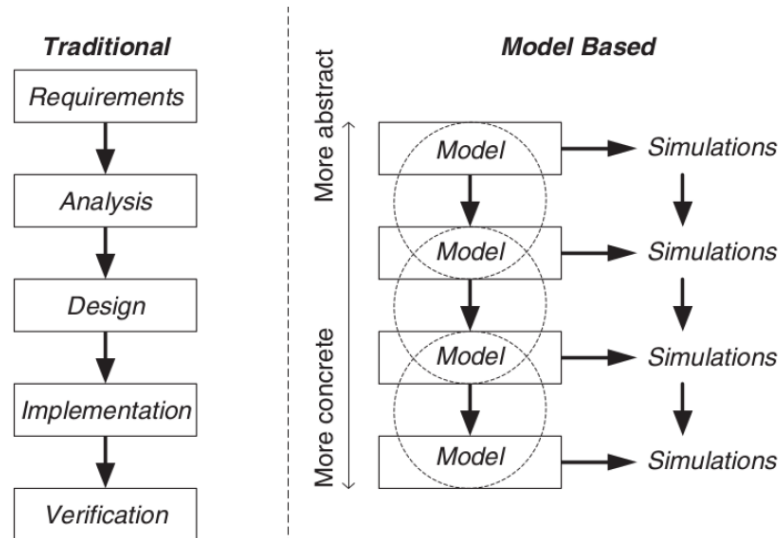 Traditional
Requirements
Analysis
Design
Implementation
Verification
Model Based
More abstract
More concrete
Model
Simulations
Model
Simulations
Model
Simulations
Model
Simulations